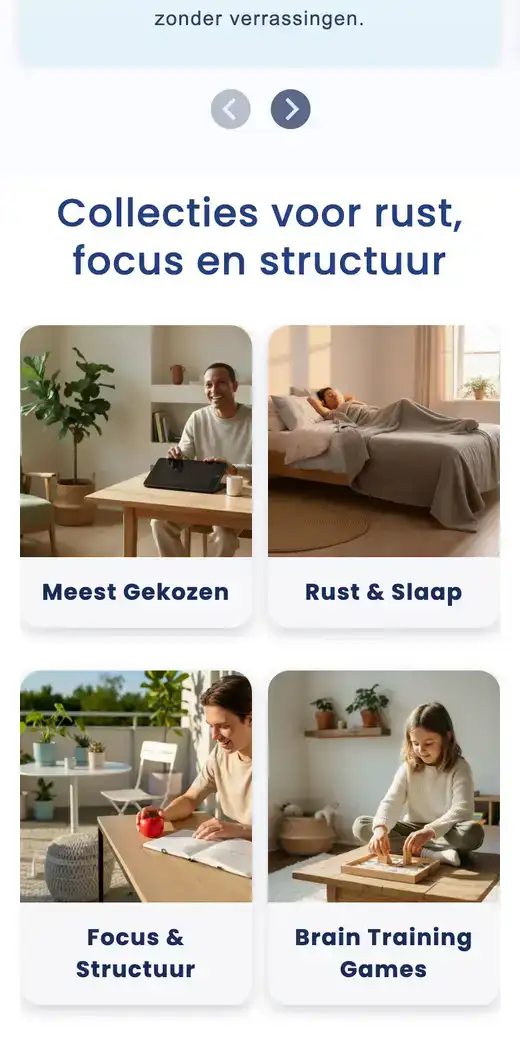 zonder verrassingen.
Collecties voor rust,
focus en structuur
Meest Gekozen
Rust & Slaap
Focus &
Structuur
Brain Training
Games